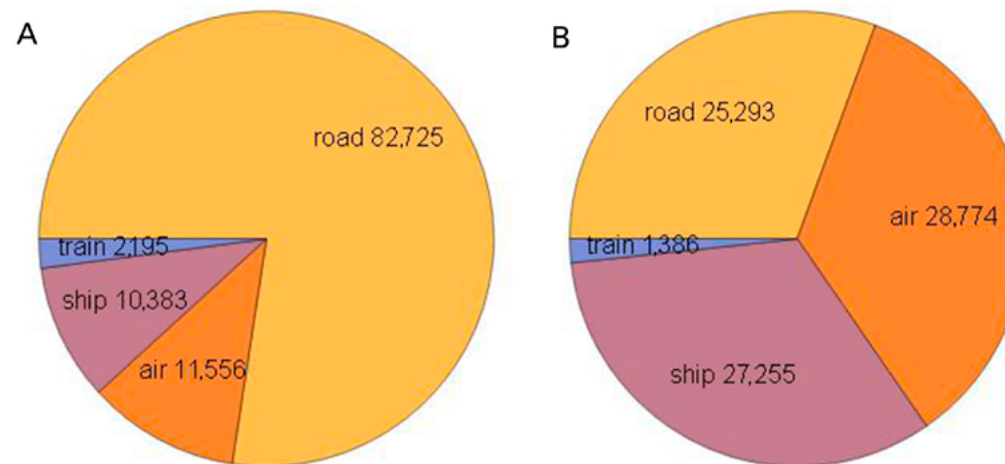 A
road 82,725
train 2,195
ship 10,383
air 11,556
B
road 25,293
air 28,774
train 1,386
ship 27,255